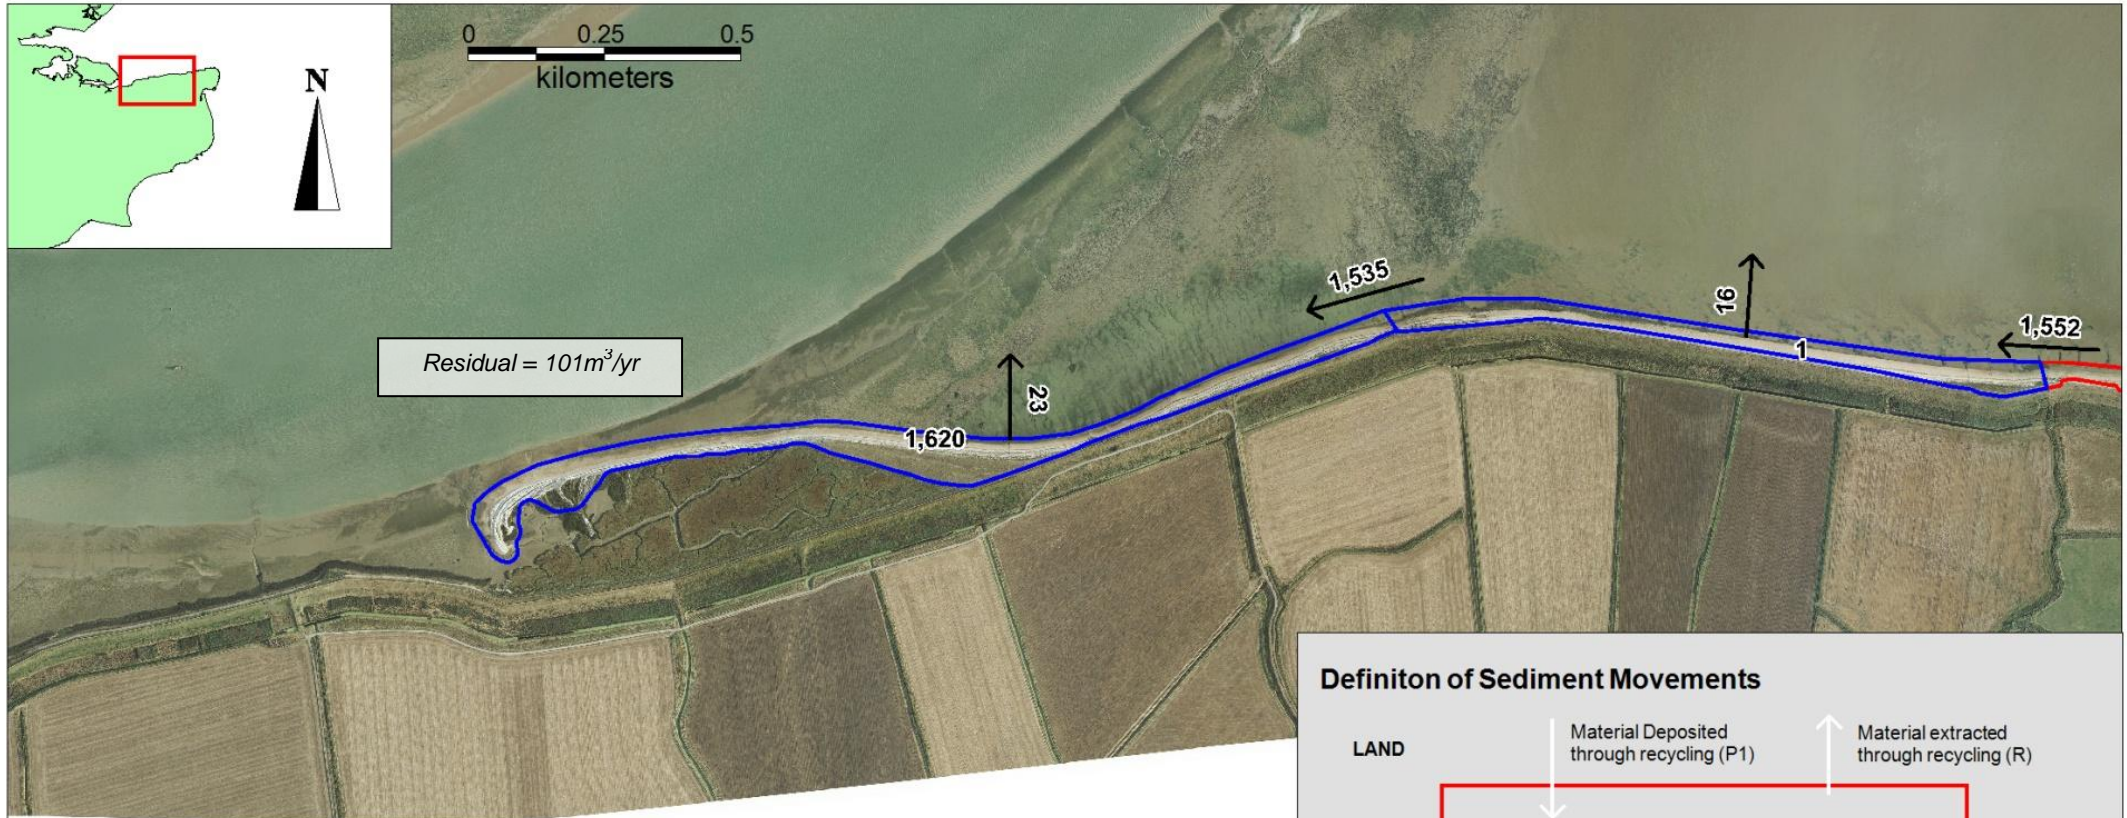 0 0.25 0.5
kilometers
N
1,535
16
1,552
1
Residual = 101m³/yr
23
1,620
Definiton of Sediment Movements
LAND
Material Deposited
through recycling (P1)
Material extracted
through recycling (R)